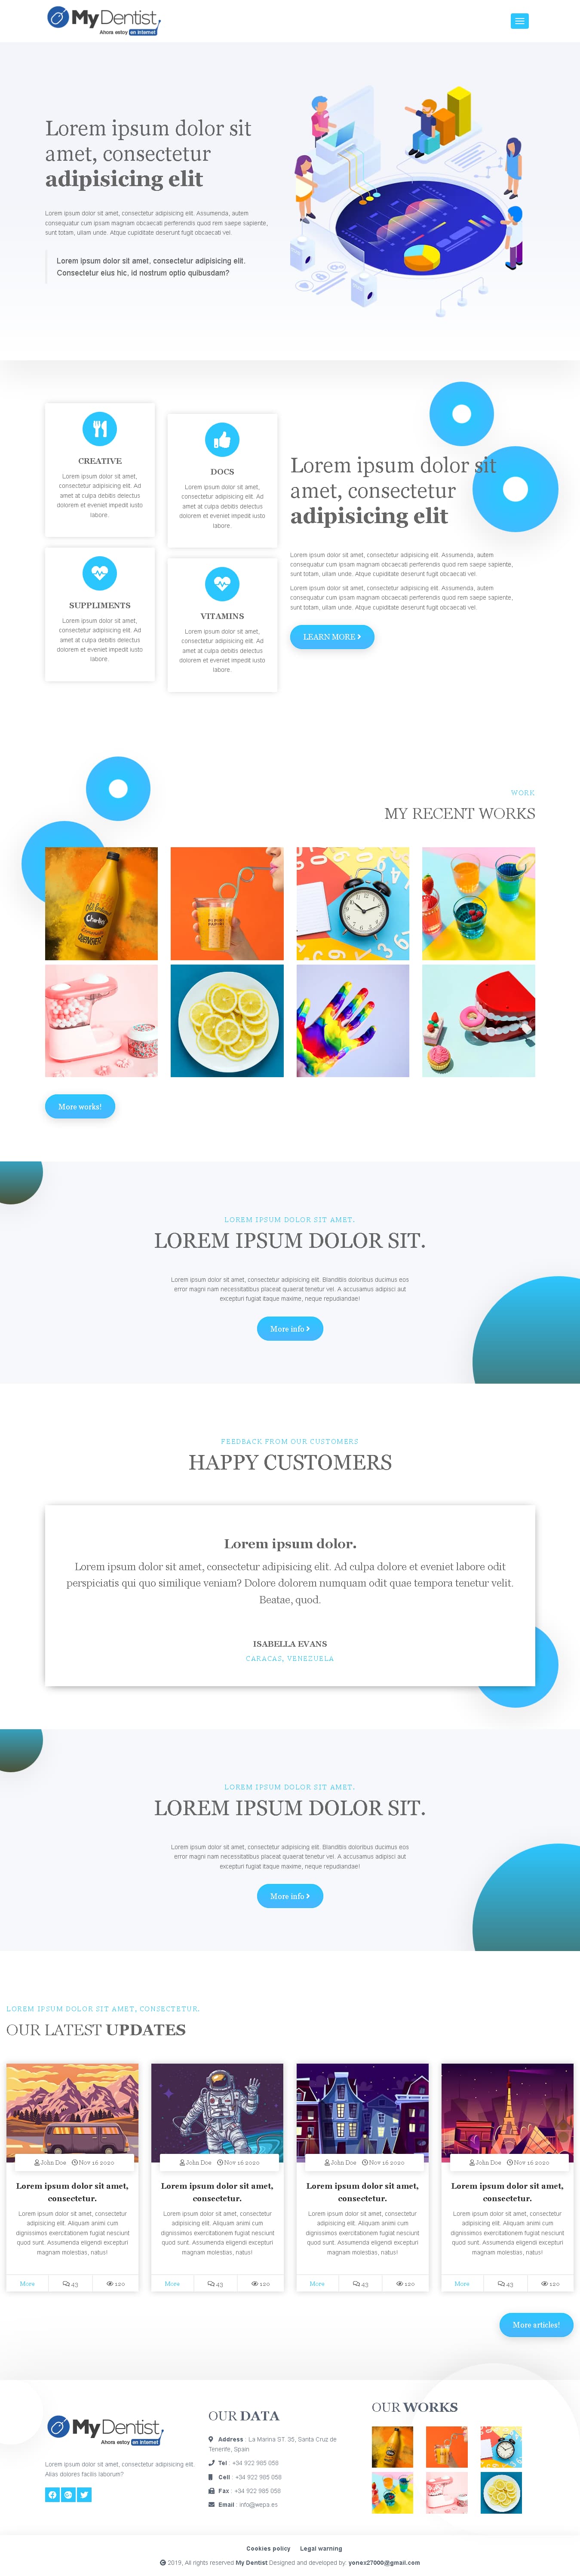 My Dentist
Ahora estoy en Internet
Lorem ipsum dolor sit
amet, consectetur
adipisicing elit
Lorem ipsum dolor sit amet, consectetur adipisicing elit. Assumenda, autem
consequatur cum ipsam magnam obcaecati perferendis quod rem saepe sapiente,
sunt totam, ullam unde. Atque cupiditate deserunt fugit obcaecati vel.
Lorem ipsum dolor sit amet, consectetur adipisicing elit.
Consectetur eius hic, id nostrum optio quibusdam?
CREATIVE
Lorem ipsum dolor sit amet,
consectetur adipisicing elit. Ad
amet at culpa debitis delectus
dolorem et eveniet impedit iusto
labore.
DOCS
Lorem ipsum dolor sit amet,
consectetur adipisicing elit. Ad
amet at culpa debitis delectus
dolorem et eveniet impedit iusto
labore.
SUPPLIMENTS
Lorem ipsum dolor sit amet,
consectetur adipisicing elit. Ad
amet at culpa debitis delectus
dolorem et eveniet impedit iusto
labore.
VITAMINS
Lorem ipsum dolor sit amet,
consectetur adipisicing elit. Ad
amet at culpa debitis delectus
dolorem et eveniet impedit iusto
labore.
Lorem ipsum dolor sit
amet, consectetur
adipisicing elit
Lorem ipsum dolor sit amet, consectetur adipisicing elit. Assumenda, autem
consequatur cum ipsam magnam obcaecati perferendis quod rem saepe sapiente,
sunt totam, ullam unde. Atque cupiditate deserunt fugit obcaecati vel.
Lorem ipsum dolor sit amet, consectetur adipisicing elit. Assumenda, autem
consequatur cum ipsam magnam obcaecati perferendis quod rem saepe sapiente,
sunt totam, ullam unde. Atque cupiditate deserunt fugit obcaecati vel.
LEARN MORE
WORK
MY RECENT WORKS
More works!
LOREM IPSUM DOLOR SIT AMET.
LOREM IPSUM DOLOR SIT.
Lorem ipsum dolor sit amet, consectetur adipisicing elit. Blanditiis doloribus ducimus eos
error magni nam necessitatibus placeat quaerat tenetur vel. A accusamus adipisci aut
excepturi fugiat itaque maxime, neque repudiandae!
More info
FEEDBACK FROM OUR CUSTOMERS
HAPPY CUSTOMERS
Lorem ipsum dolor.
Lorem ipsum dolor sit amet, consectetur adipisicing elit. Ad culpa dolore et eveniet labore odit
perspiciatis qui quo similique veniam? Dolore dolorem numquam odit quae tempora tenetur velit.
Beatae, quod.
ISABELLA EVANS
CARACAS, VENEZUELA
LOREM IPSUM DOLOR SIT AMET.
LOREM IPSUM DOLOR SIT.
Lorem ipsum dolor sit amet, consectetur adipisicing elit. Blanditiis doloribus ducimus eos
error magni nam necessitatibus placeat quaerat tenetur vel. A accusamus adipisci aut
excepturi fugiat itaque maxime, neque repudiandae!
More info
LOREM IPSUM DOLOR SIT AMET, CONSECTETUR.
OUR LATEST UPDATES
John Doe Nov 16 2020
Lorem ipsum dolor sit amet,
consectetur.
Lorem ipsum dolor sit amet, consectetur
adipisicing elit. Aliquam animi cum
dignissimos exercitationem fugiat nesciunt
quod sunt. Assumenda eligendi excepturi
magnam molestias, natus!
More 43 120
John Doe Nov 16 2020
Lorem ipsum dolor sit amet,
consectetur.
Lorem ipsum dolor sit amet, consectetur
adipisicing elit. Aliquam animi cum
dignissimos exercitationem fugiat nesciunt
quod sunt. Assumenda eligendi excepturi
magnam molestias, natus!
More 43 120
John Doe Nov 16 2020
Lorem ipsum dolor sit amet,
consectetur.
Lorem ipsum dolor sit amet, consectetur
adipisicing elit. Aliquam animi cum
dignissimos exercitationem fugiat nesciunt
quod sunt. Assumenda eligendi excepturi
magnam molestias, natus!
More 43 120
John Doe Nov 16 2020
Lorem ipsum dolor sit amet,
consectetur.
Lorem ipsum dolor sit amet, consectetur
adipisicing elit. Aliquam animi cum
dignissimos exercitationem fugiat nesciunt
quod sunt. Assumenda eligendi excepturi
magnam molestias, natus!
More 43 120
More articles!
My Dentist
Ahora estoy en Internet
Lorem ipsum dolor sit amet, consectetur adipisicing elit.
Alias dolores facilis laborum?
OUR DATA
Address : La Marina ST. 35, Santa Cruz de
Tenerife, Spain
Tel : +34 922 985 056
Cell : +34 922 985 056
Fax : +34 922 985 056
Email : info@wepa.es
OUR WORKS
Cookies policy Legal warning
2019, All rights reserved My Dentist Designed and developed by: yonex27000@gmail.com